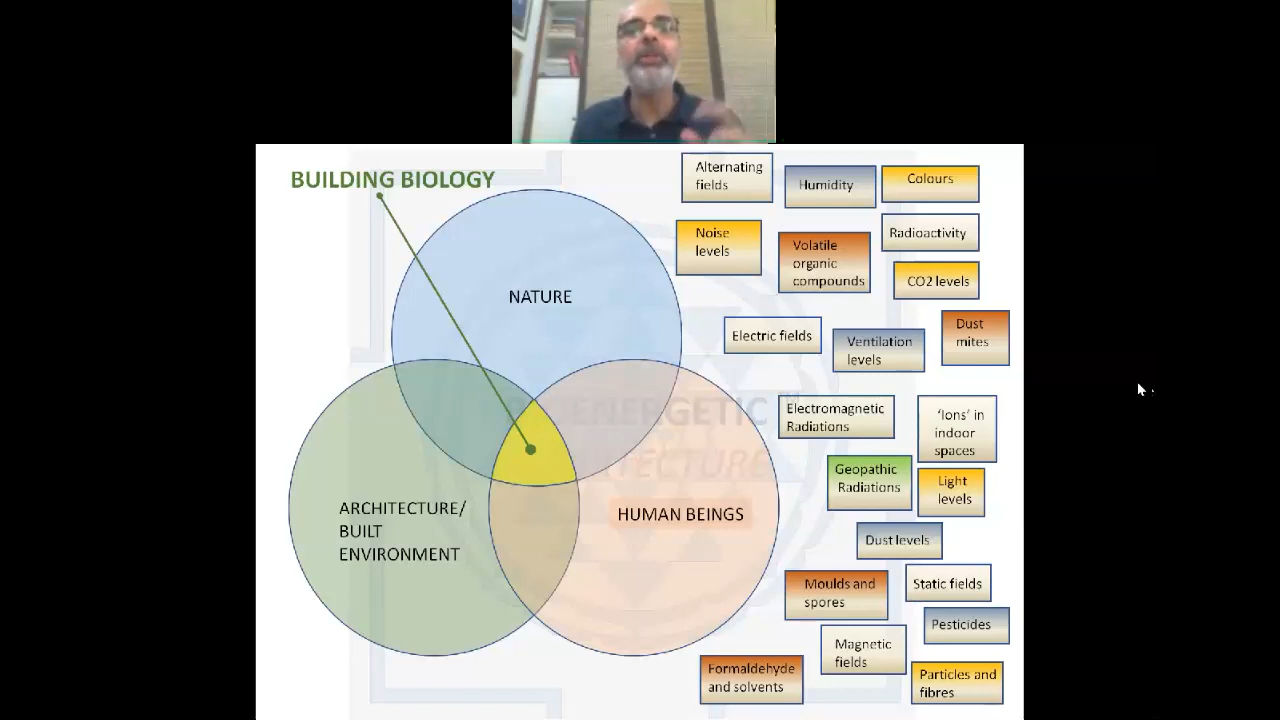 BUILDING BIOLOGY
NATURE
ARCHITECTURE/
BUILT
ENVIRONMENT
HUMAN BEINGS
Alternating
fields
Humidity
Colours
Noise
levels
Volatile
organic
compounds
Radioactivity
CO2 levels
Electric fields
Ventilation
levels
Dust
mites
Electromagnetic
Radiations
‘Ions’ in
indoor
spaces
Geopathic
Radiations
Light
levels
Dust levels
Moulds and
spores
Static fields
Pesticides
Magnetic
fields
Formaldehyde
and solvents
Particles and
fibres